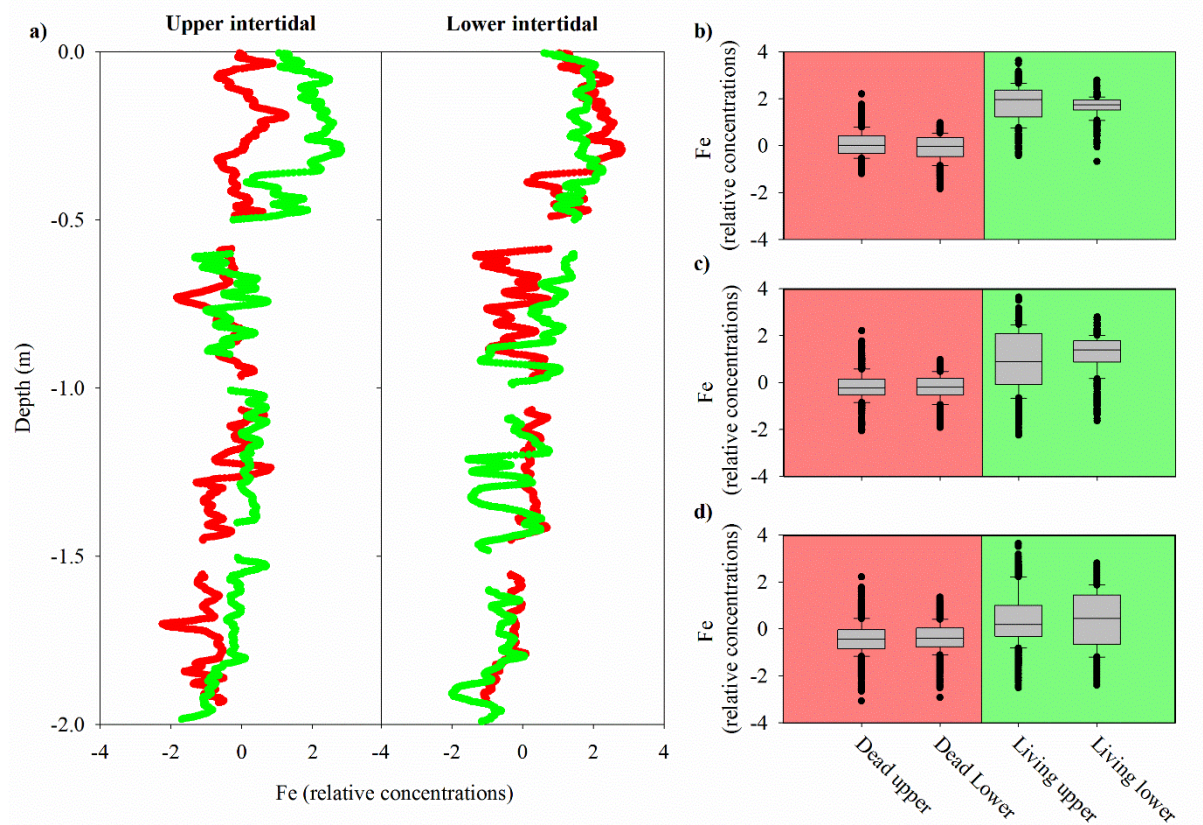 a)
Upper intertidal
Lower intertidal
0.0
-0.5
-1.0
-1.5
-2.0
Depth (m)
-4
-2
0
2
-4
-2
0
2
4
Fe (relative concentrations)
b)
4
2
0
-2
-4
Fe
(relative concentrations)
c)
4
2
0
-2
-4
Fe
(relative concentrations)
d)
4
2
0
-2
-4
Fe
(relative concentrations)
Dead upper
Dead Lower
Living upper
Living lower